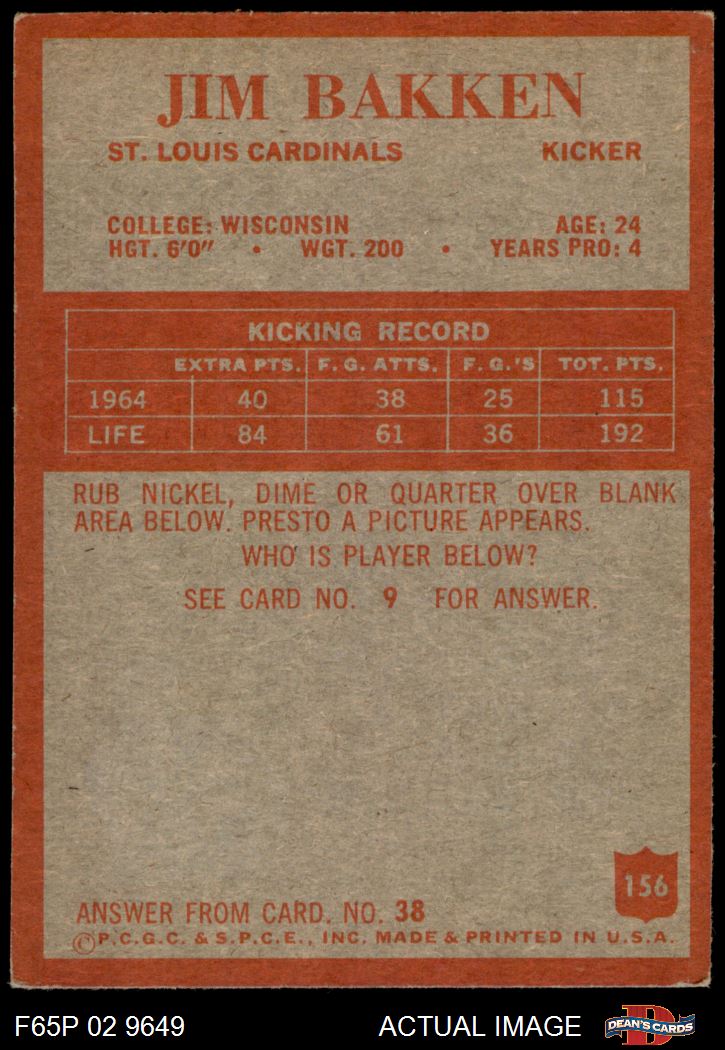 JIM BAKKEN
ST. LOUIS CARDINALS KICKER
COLLEGE: WISCONSIN AGE: 24
HGT. 6'0" • WGT. 200 • YEARS PRO: 4
KICKING RECORD
EXTRA PTS. F. G. ATTS. F. G.'S TOT. PTS.
1964 40 38 25 115
LIFE 84 61 36 192
RUB NICKEL, DIME OR QUARTER OVER BLANK
AREA BELOW. PRESTO A PICTURE APPEARS.
WHO IS PLAYER BELOW?
SEE CARD NO. 9 FOR ANSWER.
156
ANSWER FROM CARD. NO. 38
©P.C.G.C. & S.P.C.E., INC. MADE & PRINTED IN U.S.A.
F65P 02 9649 ACTUAL IMAGE
D
DEAN'S CARDS